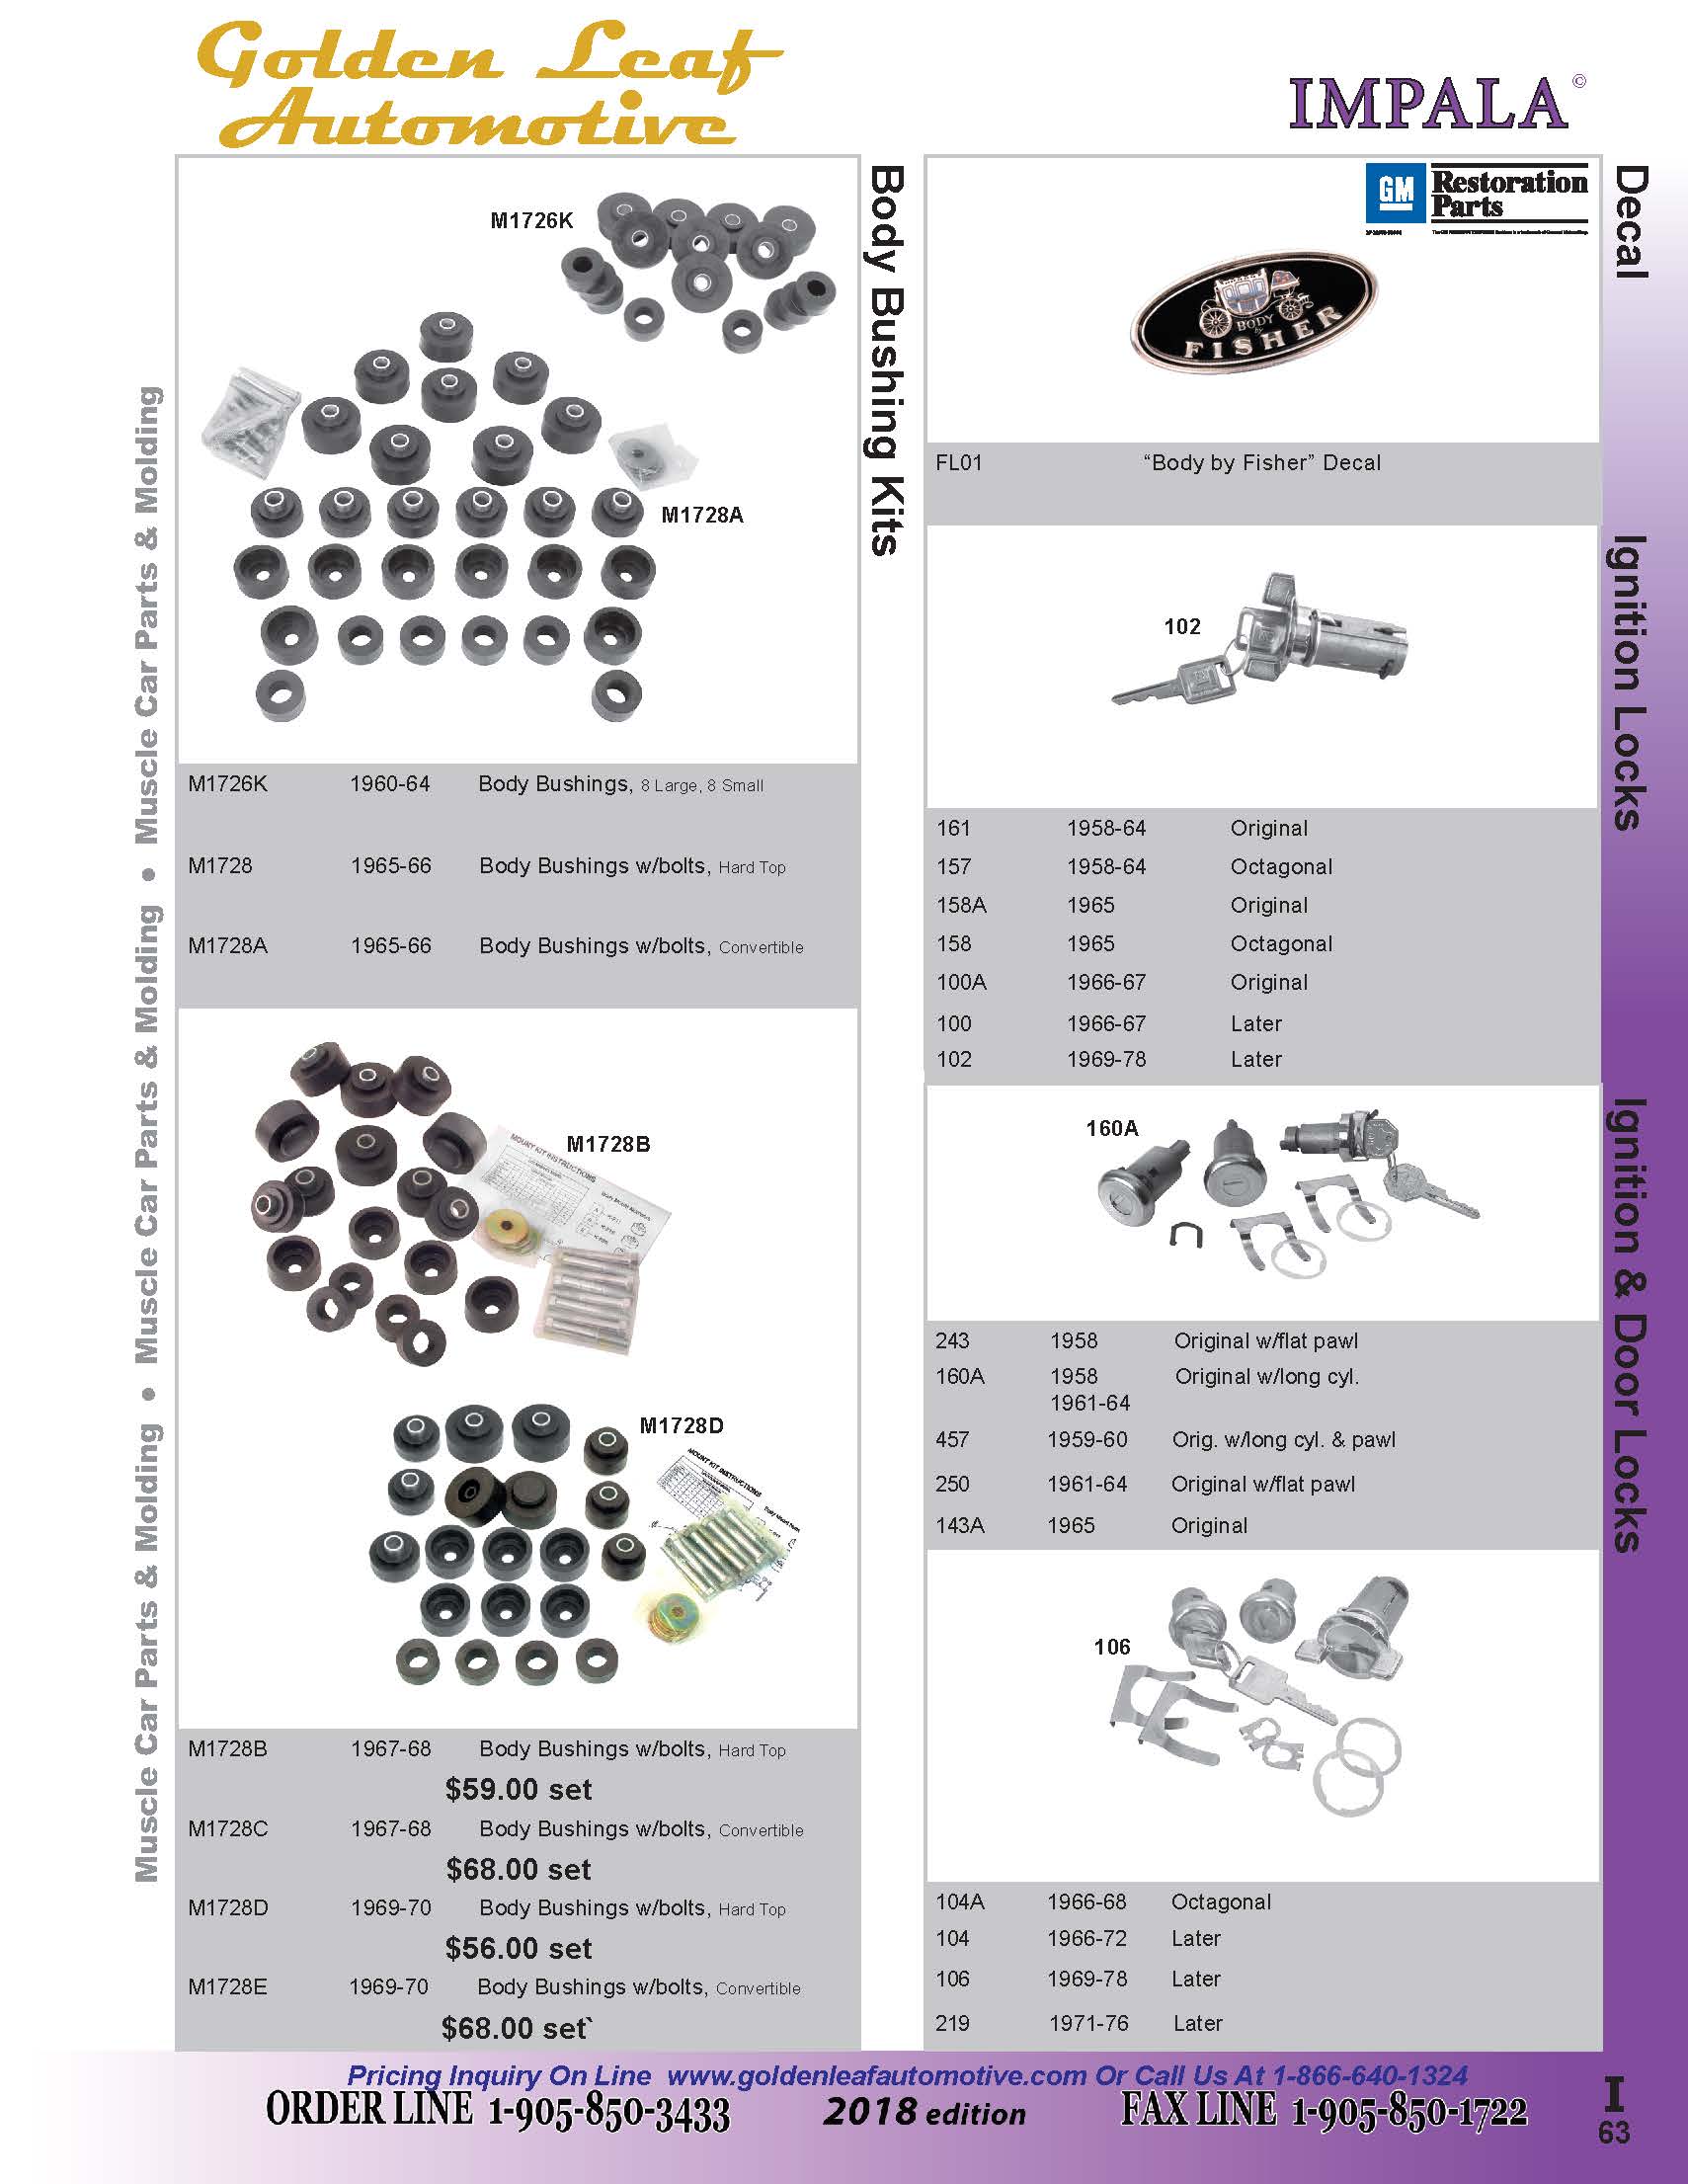 Golden Leaf
Automotive
IMPALA©
Muscle Car Parts & Molding • Muscle Car Parts & Molding • Muscle Car Parts & Molding
M1726K
M1728A
Body Bushing Kits
M1726K 1960-64 Body Bushings, 8 Large, 8 Small
M1728 1965-66 Body Bushings w/bolts, Hard Top
M1728A 1965-66 Body Bushings w/bolts, Convertible
MOUNT KIT INSTRUCTIONS
M1728B
M1728D
MOUNT KIT INSTRUCTIONS
M1728B 1967-68 Body Bushings w/bolts, Hard Top
$59.00 set
M1728C 1967-68 Body Bushings w/bolts, Convertible
$68.00 set
M1728D 1969-70 Body Bushings w/bolts, Hard Top
$56.00 set
M1728E 1969-70 Body Bushings w/bolts, Convertible
$68.00 set`
Decal
GM Restoration
Parts
BODY
by
FISHER
FL01 “Body by Fisher” Decal
Ignition Locks
102
161 1958-64 Original
157 1958-64 Octagonal
158A 1965 Original
158 1965 Octagonal
100A 1966-67 Original
100 1966-67 Later
102 1969-78 Later
Ignition & Door Locks
160A
243 1958 Original w/flat pawl
160A 1958 Original w/long cyl.
1961-64
457 1959-60 Orig. w/long cyl. & pawl
250 1961-64 Original w/flat pawl
143A 1965 Original
106
104A 1966-68 Octagonal
104 1966-72 Later
106 1969-78 Later
219 1971-76 Later
Pricing Inquiry On Line www.goldenleafautomotive.com Or Call Us At 1-866-640-1324
ORDER LINE 1-905-850-3433 2018 edition FAX LINE 1-905-850-1722
I
63